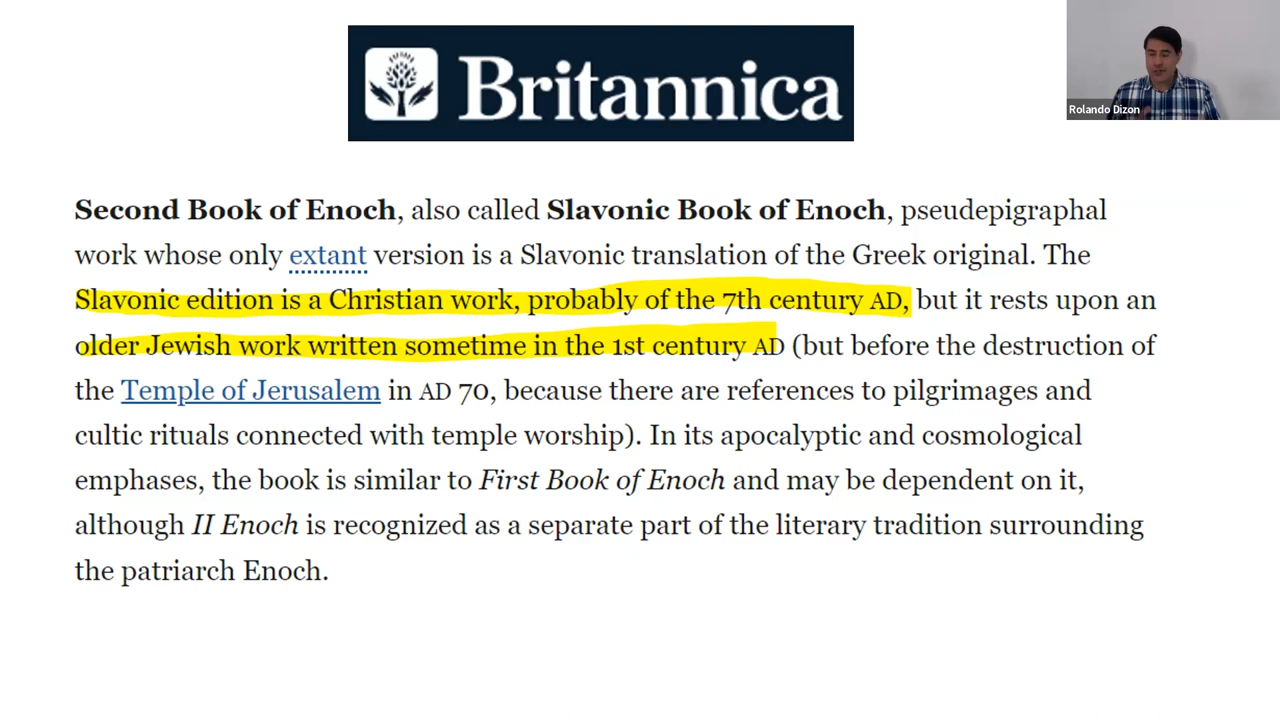 Britannica
Rolando Dizon
Second Book of Enoch, also called Slavonic Book of Enoch, pseudepigraphal
work whose only extant version is a Slavonic translation of the Greek original. The
Slavonic edition is a Christian work, probably of the 7th century AD, but it rests upon an
older Jewish work written sometime in the 1st century AD (but before the destruction of
the Temple of Jerusalem in AD 70, because there are references to pilgrimages and
cultic rituals connected with temple worship). In its apocalyptic and cosmological
emphases, the book is similar to First Book of Enoch and may be dependent on it,
although II Enoch is recognized as a separate part of the literary tradition surrounding
the patriarch Enoch.